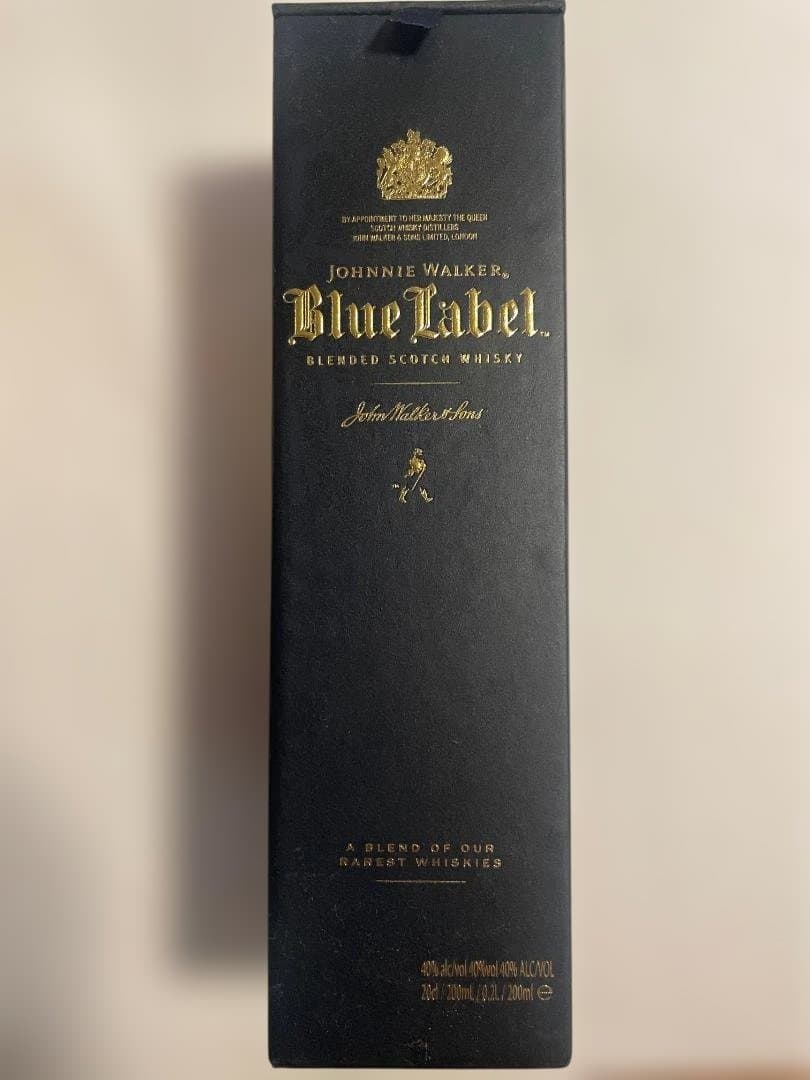 BY APPOINTMENT TO HER MAJESTY THE QUEEN
SCOTCH WHISKY DISTILLERS
JOHN WALKER & SONS LIMITED, LONDON
JOHNNIE WALKER®
Blue Label™
BLENDED SCOTCH WHISKY
John Walker & Sons
A BLEND OF OUR
RAREST WHISKIES
40% alc/vol 40%vol 40% ALC/VOL
20cl / 200mL / 0.2L / 200ml ℮